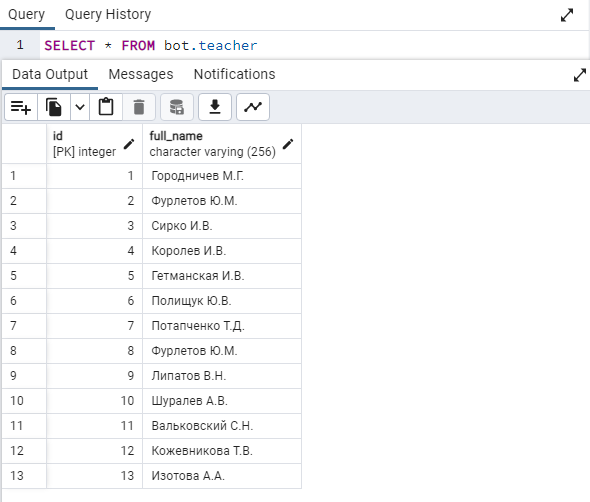 Query Query History
1 SELECT * FROM bot.teacher
Data Output Messages Notifications
id full_name
[PK] integer character varying (256)
1 1 Городничев М.Г.
2 2 Фурлетов Ю.М.
3 3 Сирко И.В.
4 4 Королев И.В.
5 5 Гетманская И.В.
6 6 Полищук Ю.В.
7 7 Потапченко Т.Д.
8 8 Фурлетов Ю.М.
9 9 Липатов В.Н.
10 10 Шуралев А.В.
11 11 Вальковский С.Н.
12 12 Кожевникова Т.В.
13 13 Изотова А.А.